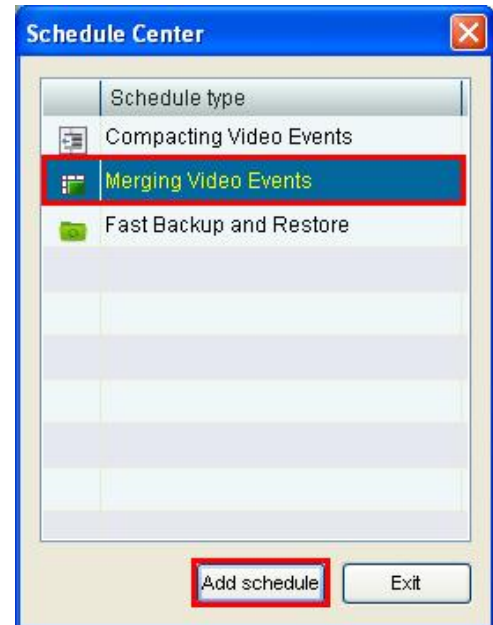 Schedule Center
Schedule type
Compacting Video Events
Merging Video Events
Fast Backup and Restore
Add schedule Exit